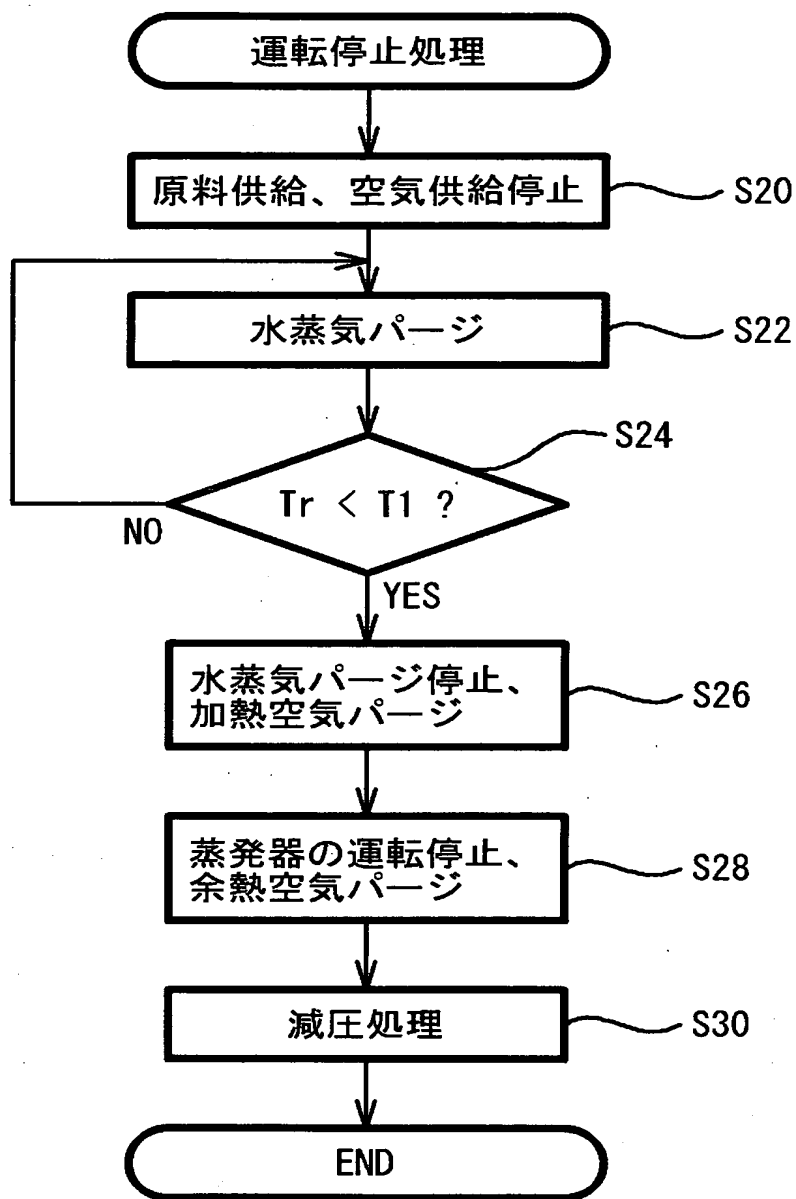 運転停止処理
原料供給、空気供給停止
S20
水蒸気パージ
S22
S24
Tr < T1 ?
NO
YES
水蒸気パージ停止、
加熱空気パージ
S26
蒸発器の運転停止、
余熱空気パージ
S28
減圧処理
S30
END